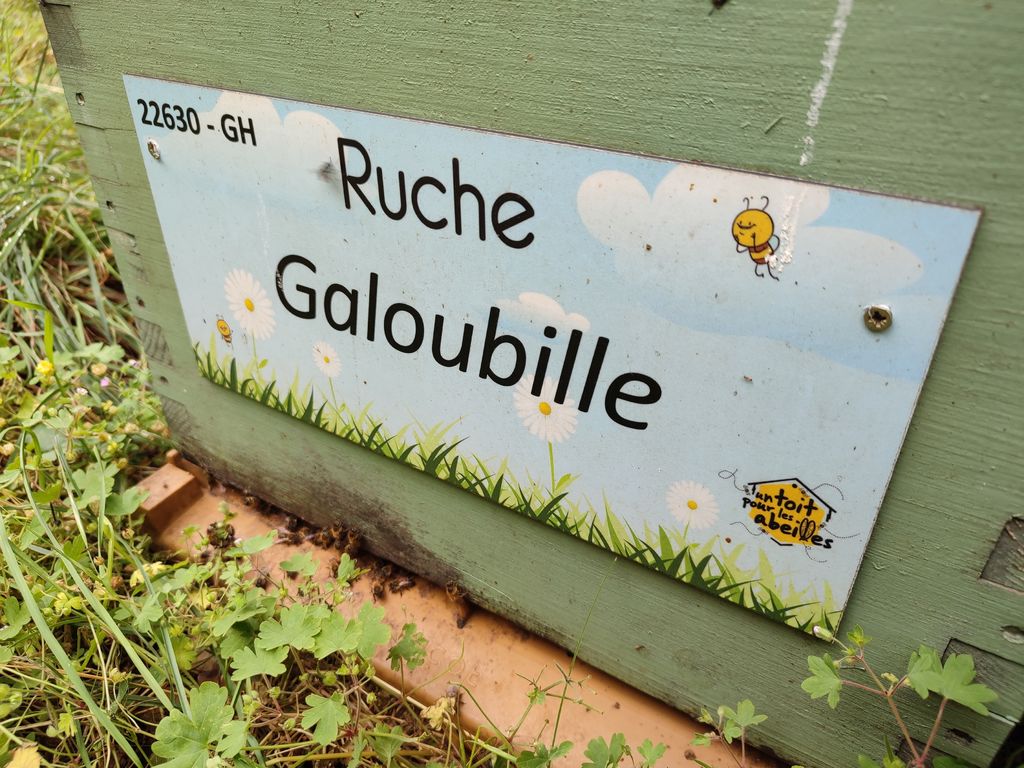 22630 - GH
Ruche
Galoubille
un toit
pour les
abeilles